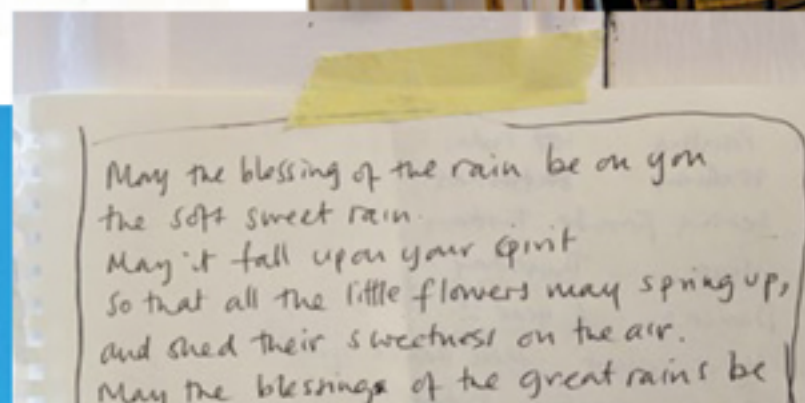 May the blessing of the rain be on you
the soft sweet rain.
May it fall upon your spirit
so that all the little flowers may spring up,
and shed their sweetness on the air.
May the blessings of the great rains be